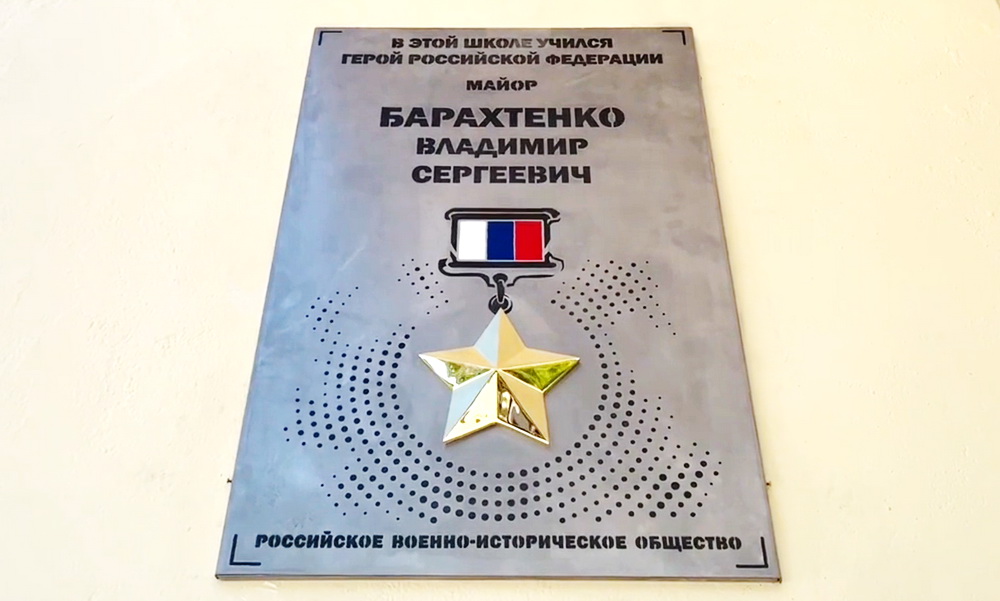 В ЭТОЙ ШКОЛЕ УЧИЛСЯ
ГЕРОЙ РОССИЙСКОЙ ФЕДЕРАЦИИ
МАЙОР
БАРАХТЕНКО
ВЛАДИМИР
СЕРГЕЕВИЧ
РОССИЙСКОЕ ВОЕННО-ИСТОРИЧЕСКОЕ ОБЩЕСТВО